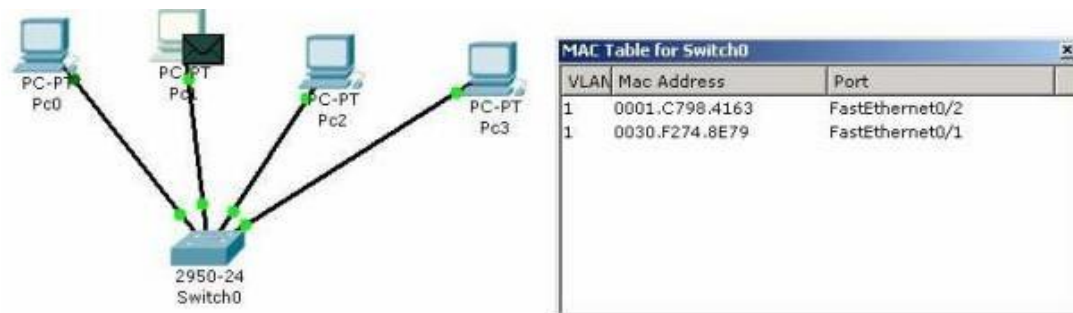 PC-PT
Pc0
PC-PT
PC-PT
Pc2
PC-PT
Pc3
2950-24
Switch0
MAC Table for Switch0
VLAN Mac Address Port
1 0001.C798.4163 FastEthernet0/2
1 0030.F274.8E79 FastEthernet0/1